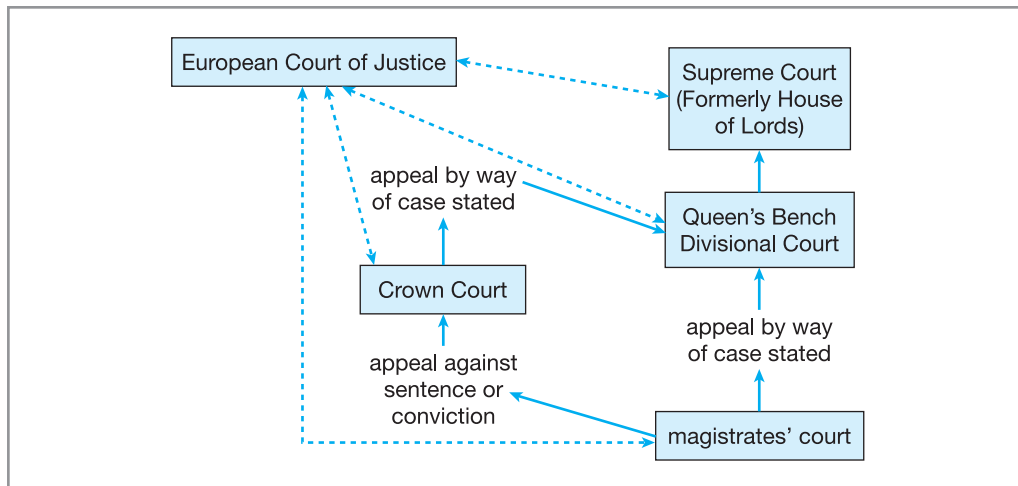 European Court of Justice
Supreme Court
(Formerly House
of Lords)
appeal by way
of case stated
Queen’s Bench
Divisional Court
Crown Court
appeal by way
of case stated
appeal against
sentence or
conviction
magistrates’ court